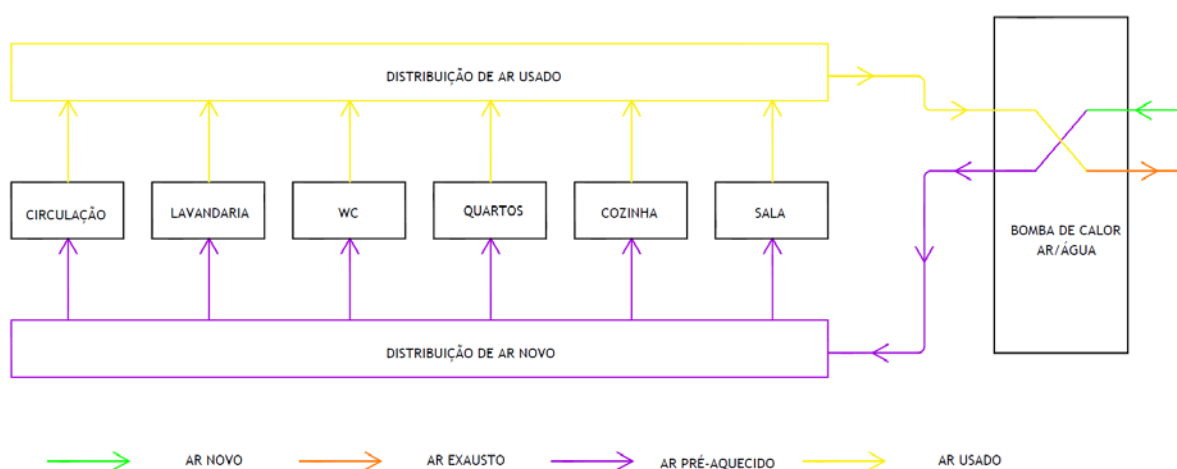 DISTRIBUIÇÃO DE AR USADO
CIRCULAÇÃO
LAVANDARIA
WC
QUARTOS
COZINHA
SALA
BOMBA DE CALOR
AR/ÁGUA
DISTRIBUIÇÃO DE AR NOVO
AR NOVO
AR EXAUSTO
AR PRÉ-AQUECIDO
AR USADO